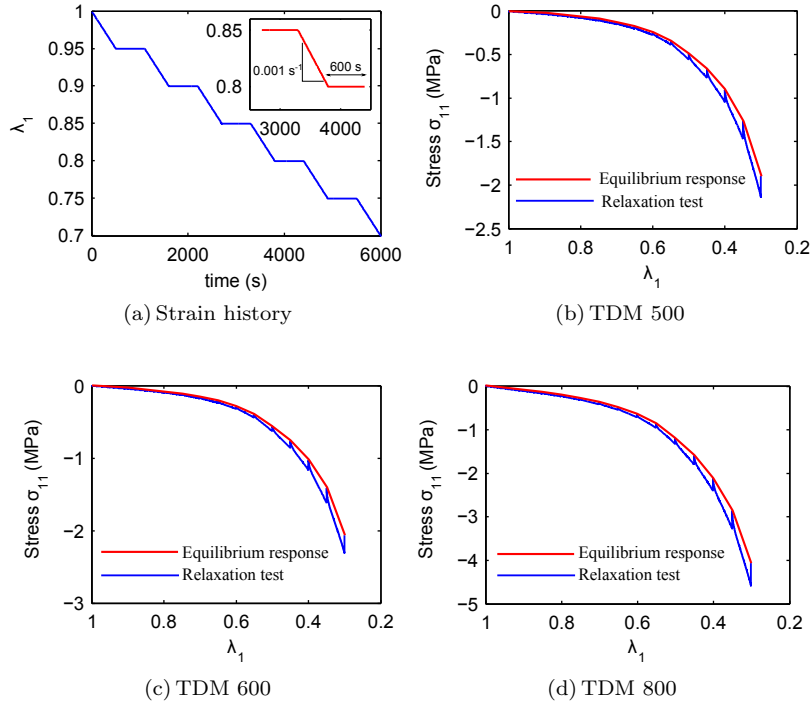 1
0.95
0.9
0.85
0.8
0.75
0.7
λ1
0 2000 4000 6000
time (s)
0.85
0.8
0.001 s-1
600 s
3000 4000
(a) Strain history
0
−0.5
−1
−1.5
−2
−2.5
Stress σ11 (MPa)
Equilibrium response
Relaxation test
1 0.8 0.6 0.4 0.2
λ1
(b) TDM 500
0
−1
−2
−3
Stress σ11 (MPa)
Equilibrium response
Relaxation test
1 0.8 0.6 0.4 0.2
λ1
(c) TDM 600
0
−1
−2
−3
−4
−5
Stress σ11 (MPa)
Equilibrium response
Relaxation test
1 0.8 0.6 0.4 0.2
λ1
(d) TDM 800